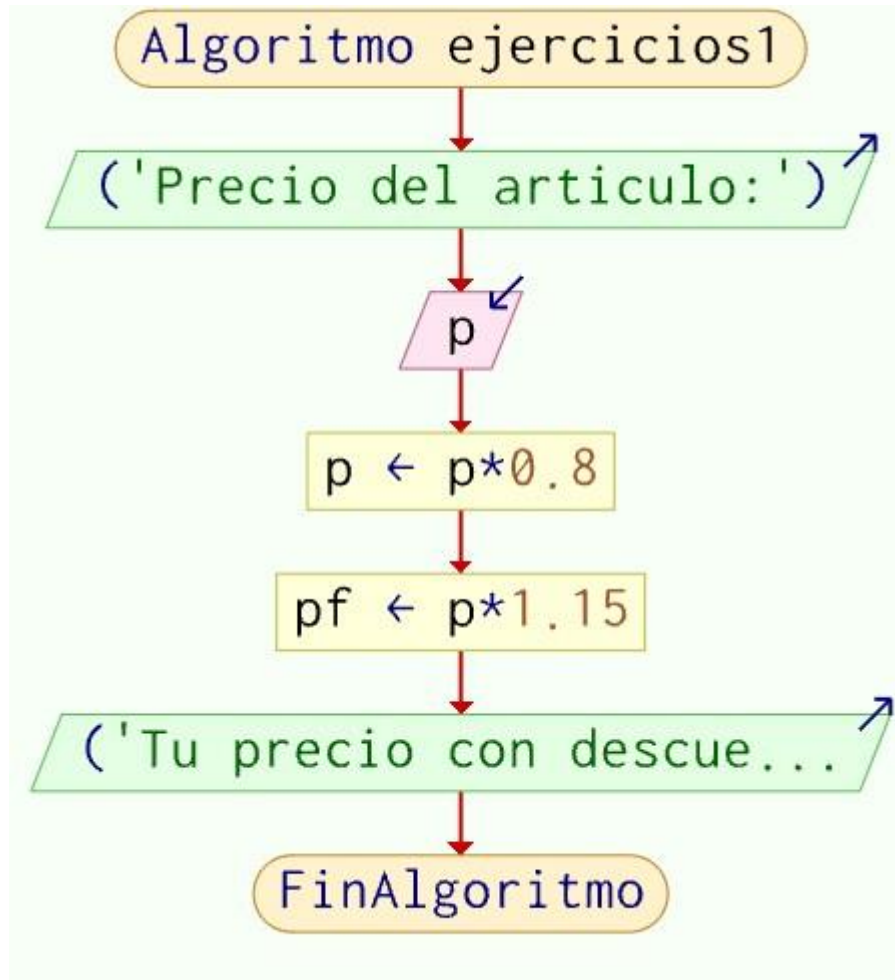 Algoritmo ejercicios1
('Precio del articulo:')
p
p ← p*0.8
pf ← p*1.15
('Tu precio con descue...
FinAlgoritmo